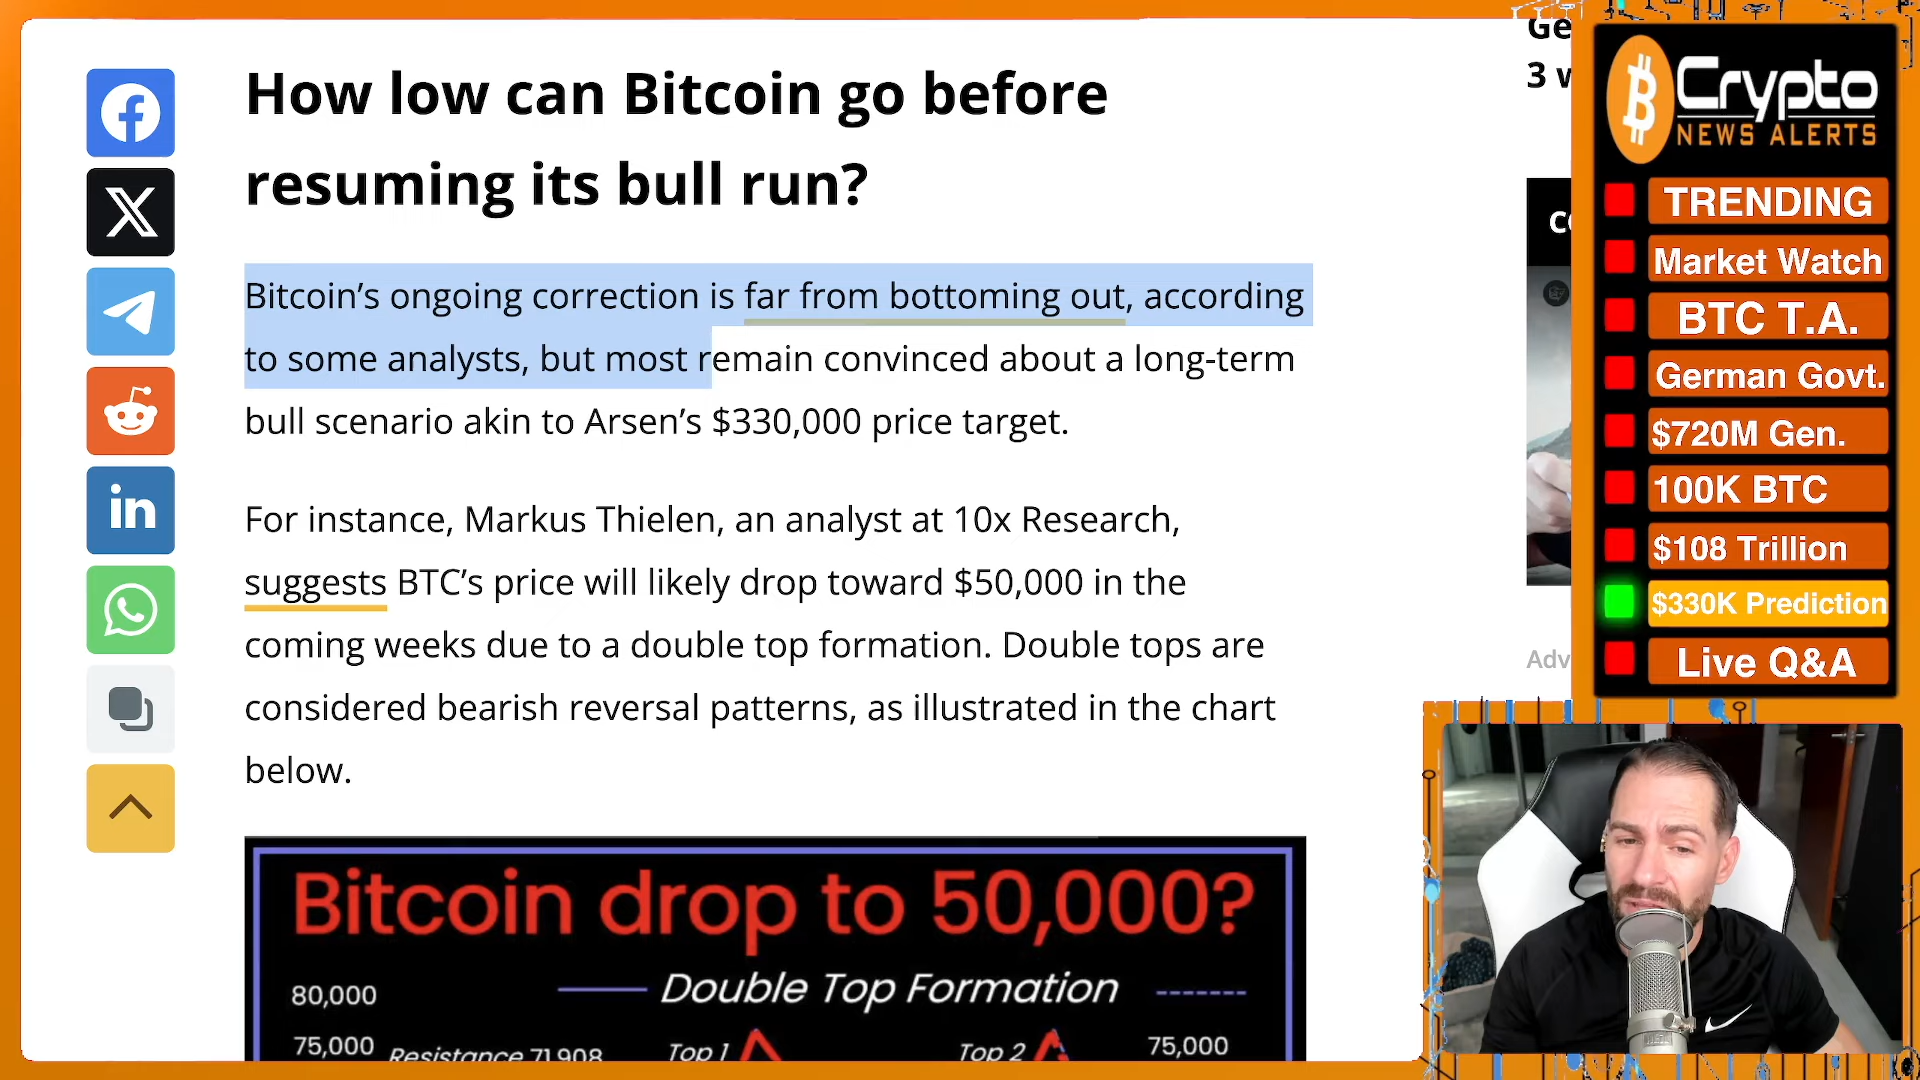 How low can Bitcoin go before
resuming its bull run?
Bitcoin’s ongoing correction is far from bottoming out, according
to some analysts, but most remain convinced about a long-term
bull scenario akin to Arsen’s $330,000 price target.
For instance, Markus Thielen, an analyst at 10x Research,
suggests BTC’s price will likely drop toward $50,000 in the
coming weeks due to a double top formation. Double tops are
considered bearish reversal patterns, as illustrated in the chart
below.
Bitcoin drop to 50,000?
Double Top Formation
80,000
75,000
Resistance 71,908
Top 1
Top 2
75,000
Ge
3 w
Adv
Crypto
NEWS ALERTS
TRENDING
Market Watch
BTC T.A.
German Govt.
$720M Gen.
100K BTC
$108 Trillion
$330K Prediction
Live Q&A